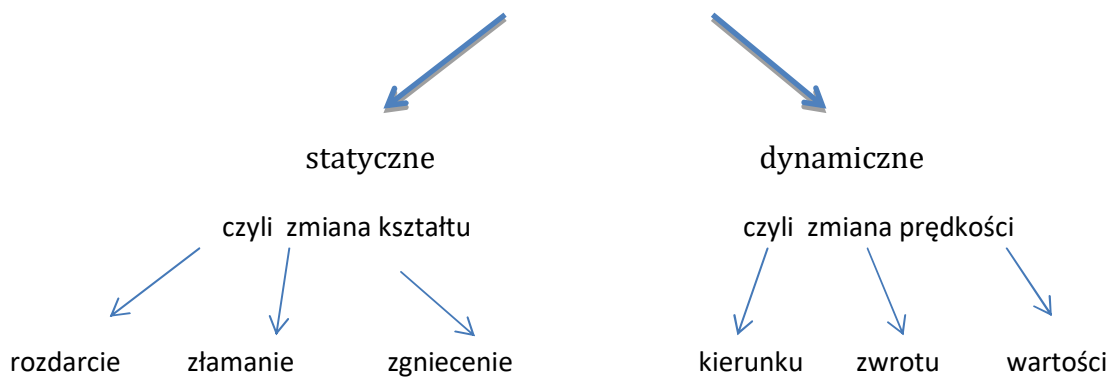 statyczne dynamiczne
czyli zmiana kształtu czyli zmiana prędkości
rozdarcie złamanie zgniecenie kierunku zwrotu wartości